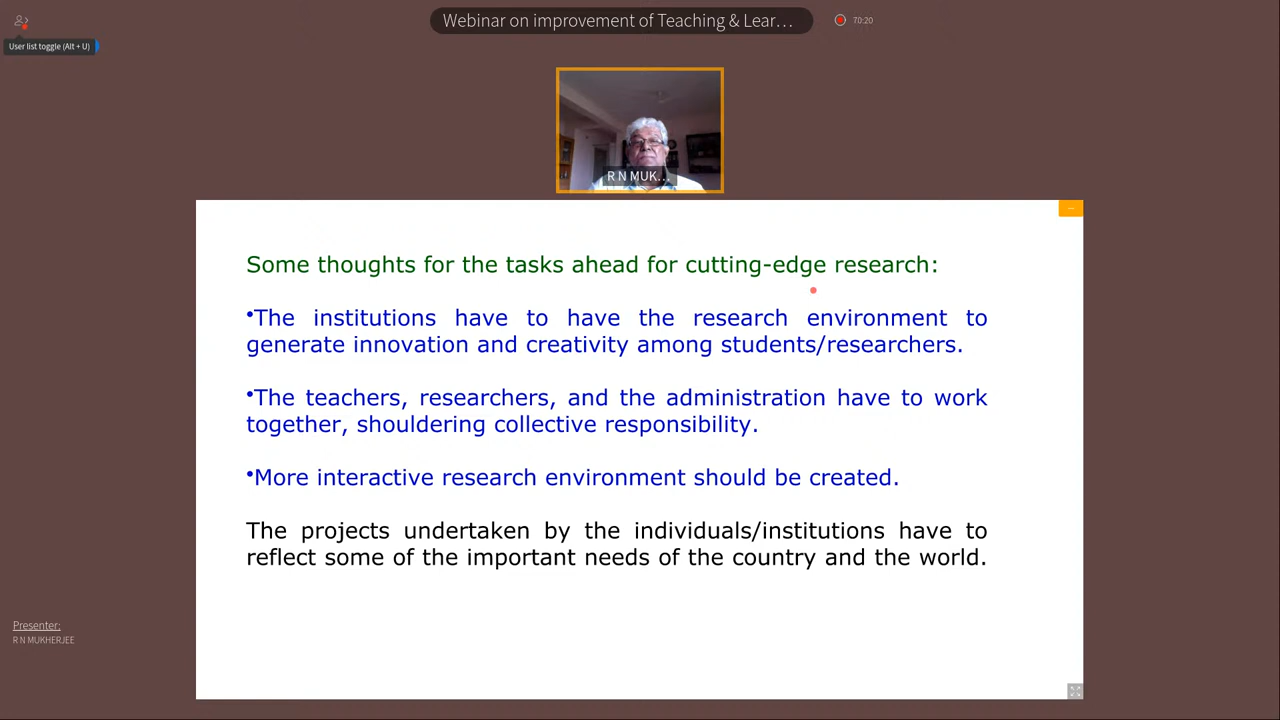 Webinar on improvement of Teaching & Lear…
70:20
User list toggle (Alt + U)
R N MUK…
Some thoughts for the tasks ahead for cutting-edge research:
•The institutions have to have the research environment to
generate innovation and creativity among students/researchers.
•The teachers, researchers, and the administration have to work
together, shouldering collective responsibility.
•More interactive research environment should be created.
The projects undertaken by the individuals/institutions have to
reflect some of the important needs of the country and the world.
Presenter:
R N MUKHERJEE